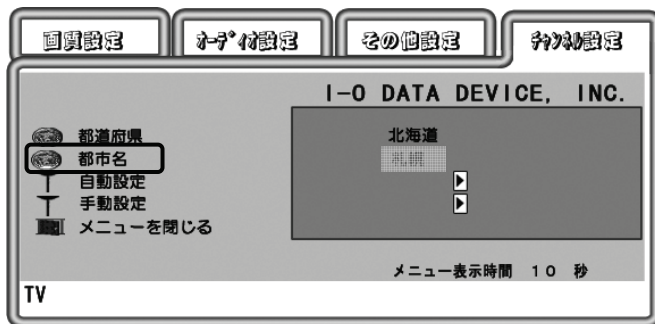 画質設定 オーディオ設定 その他設定 チャンネル設定
I-O DATA DEVICE, INC.
都道府県 北海道
都市名 札幌
自動設定
手動設定
メニューを閉じる
メニュー表示時間 10 秒
TV